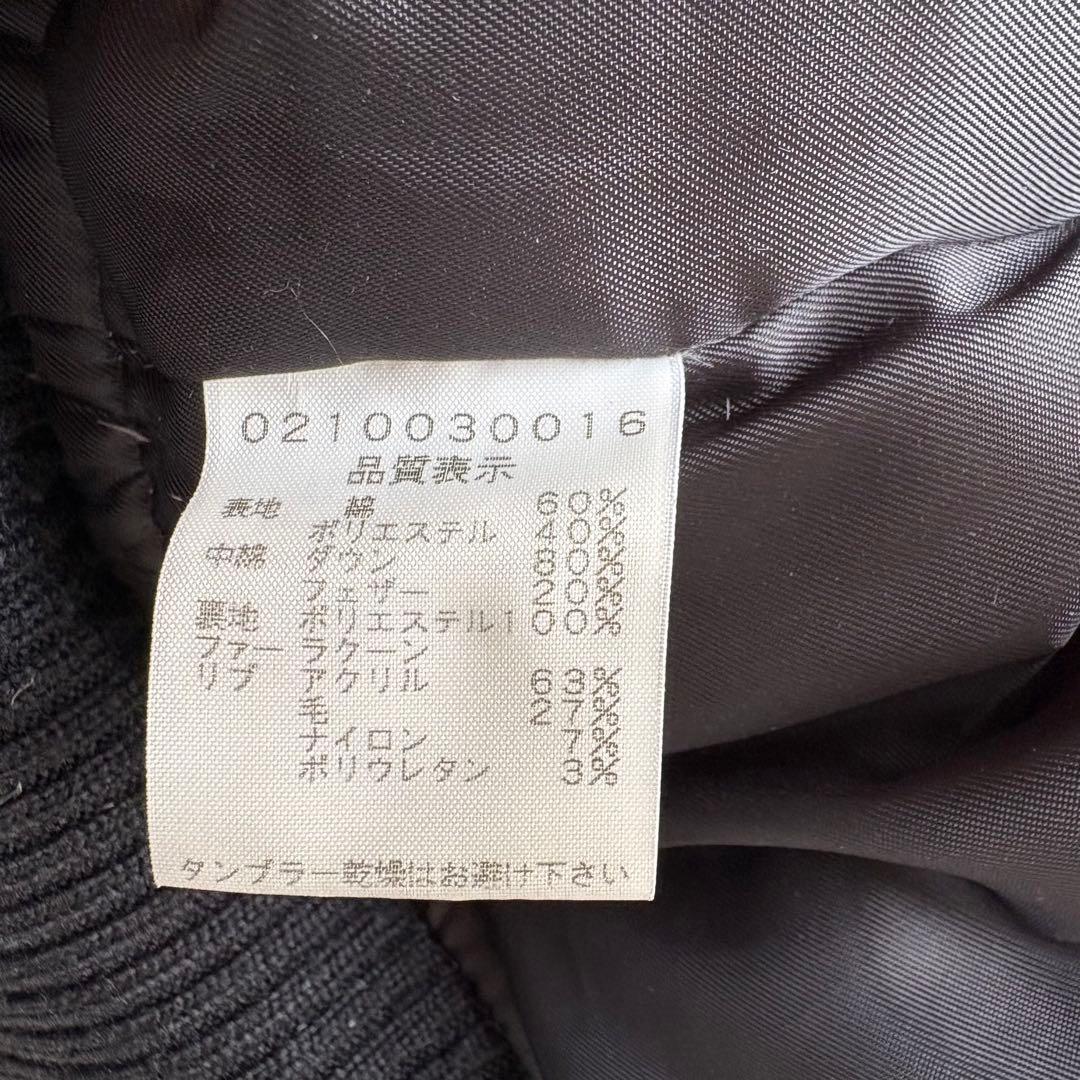 0210030016
品質表示
表地 綿 60%
ポリエステル 40%
中綿 ダウン 80%
フェザー 20%
裏地 ポリエステル100%
ファー ラクーン
リブ アクリル 63%
毛 27%
ナイロン 7%
ポリウレタン 3%
タンブラー乾燥はお避け下さい